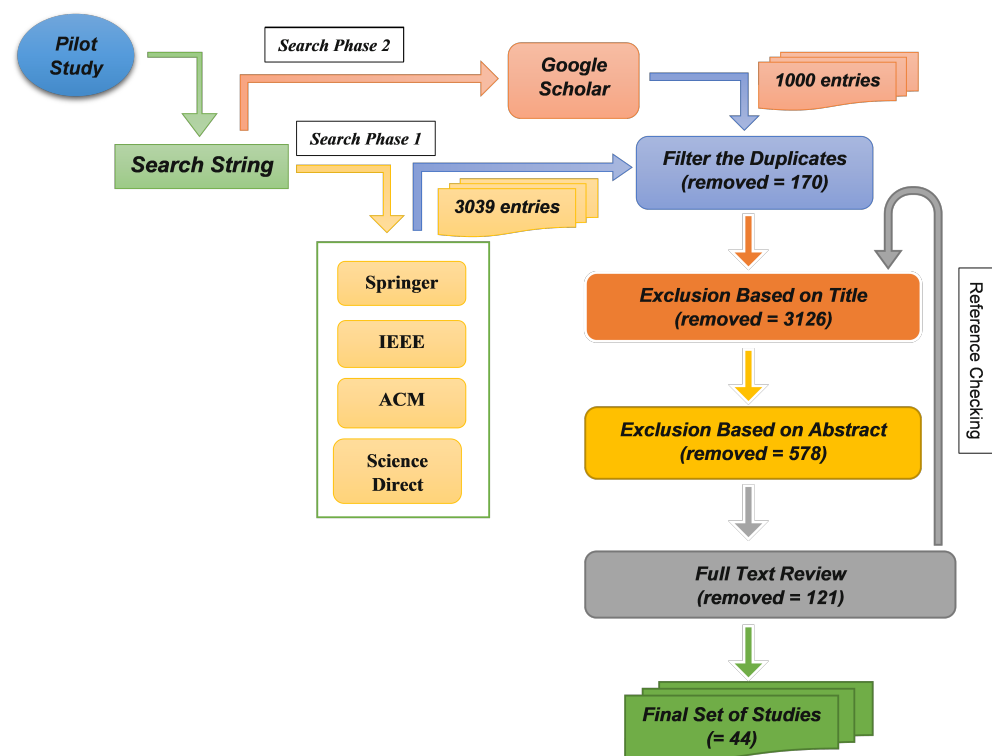 Pilot
Study
Search Phase 2
Google
Scholar
1000 entries
Search String
Search Phase 1
Filter the Duplicates
(removed = 170)
3039 entries
Springer
IEEE
ACM
Science
Direct
Exclusion Based on Title
(removed = 3126)
Reference Checking
Exclusion Based on Abstract
(removed = 578)
Full Text Review
(removed = 121)
Final Set of Studies
(= 44)